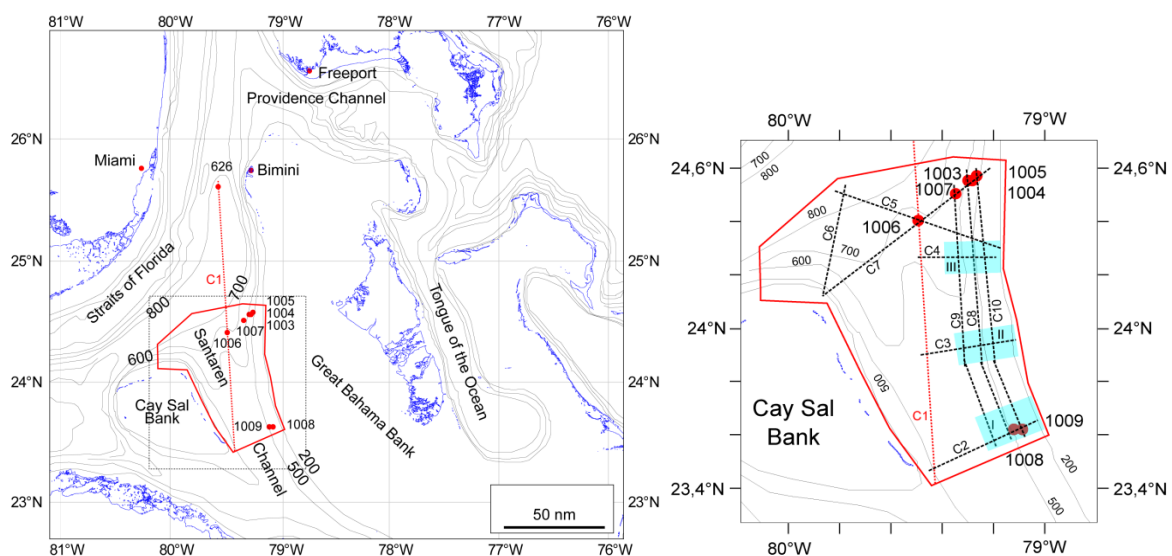 81°W
80°W
79°W
78°W
77°W
76°W
Freeport
Providence Channel
26°N
26°N
Miami
626
Bimini
25°N
25°N
Straits of Florida
800
C1
700
1005
1004
1003
1007
1006
Santaren
600
24°N
24°N
Tongue of the Ocean
Great Bahama Bank
Cay Sal
Bank
1009
1008
Channel
200
500
23°N
23°N
50 nm
81°W
80°W
79°W
78°W
77°W
76°W
80°W
79°W
24,6°N
24,6°N
700
800
1003
1005
1007
1004
C5
800
1006
C6
C4
700
600
C7
III
C9
C8
C10
24°N
24°N
C3
II
500
Cay Sal
Bank
C1
I
1009
C2
1008
200
23,4°N
23,4°N
500
80°W
79°W